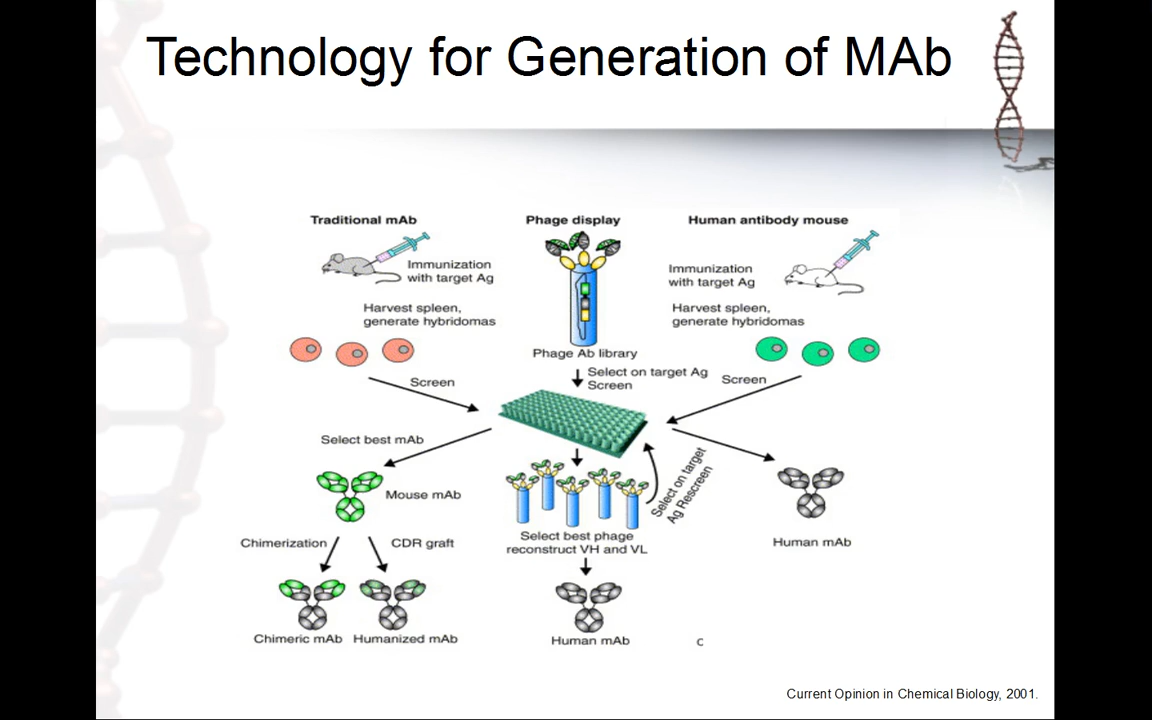 Technology for Generation of MAb
Traditional mAb
Immunization
with target Ag
Harvest spleen,
generate hybridomas
Screen
Select best mAb
Mouse mAb
Chimerization
CDR graft
Chimeric mAb
Humanized mAb
Phage display
Phage Ab library
Select on target Ag
Screen
Select on target
Ag Rescreen
Select best phage
reconstruct VH and VL
Human mAb
Human antibody mouse
Immunization
with target Ag
Harvest spleen,
generate hybridomas
Screen
Human mAb
C
Current Opinion in Chemical Biology, 2001.